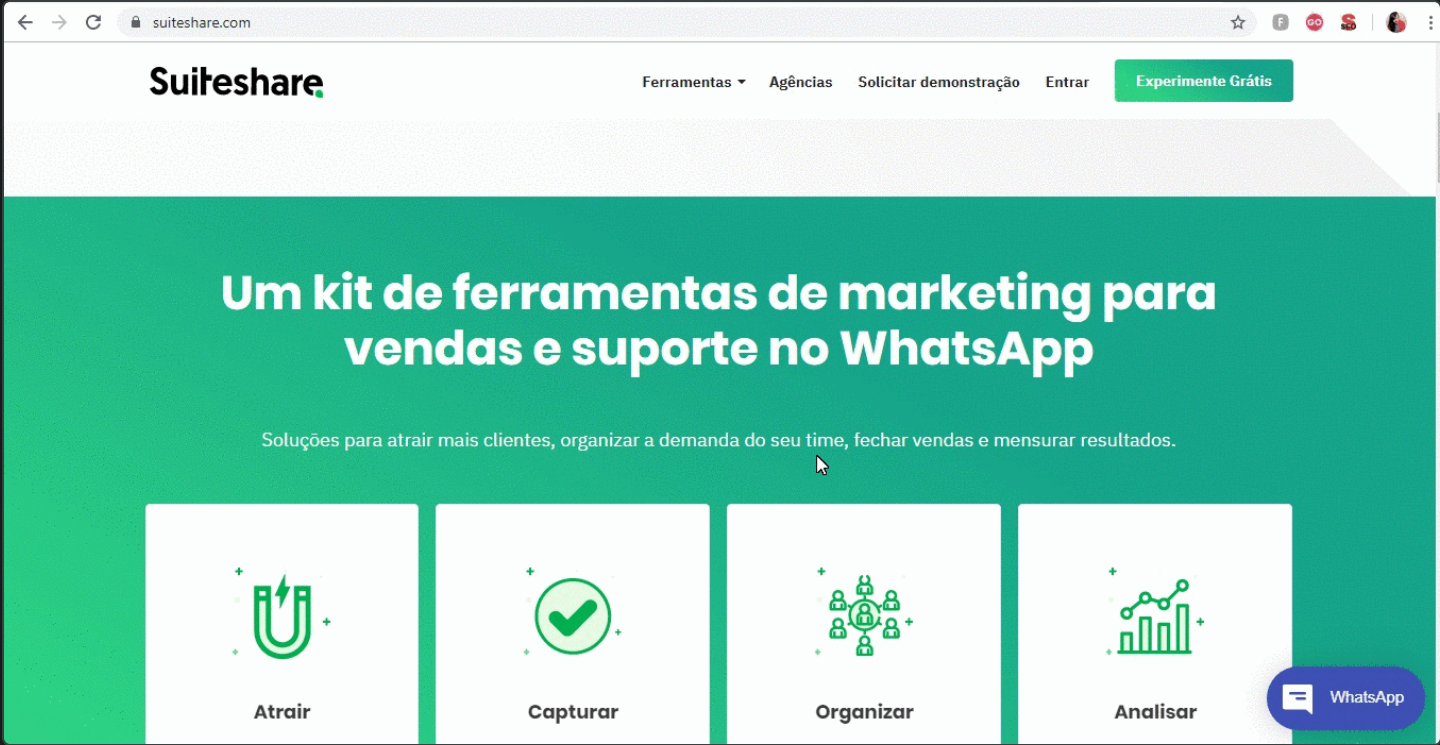 suiteshare.com
F
GO
SEO
Suiteshare
Ferramentas Agências Solicitar demonstração Entrar Experimente Grátis
Um kit de ferramentas de marketing para
vendas e suporte no WhatsApp
Soluções para atrair mais clientes, organizar a demanda do seu time, fechar vendas e mensurar resultados.
Atrair Capturar Organizar Analisar
WhatsApp